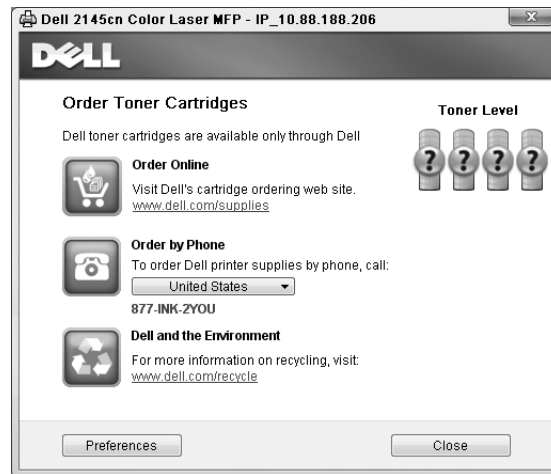 Dell 2145cn Color Laser MFP - IP_10.88.188.206
X
DELL
Order Toner Cartridges
Toner Level
Dell toner cartridges are available only through Dell
? ? ? ?
Order Online
Visit Dell's cartridge ordering web site.
www.dell.com/supplies
Order by Phone
To order Dell printer supplies by phone, call:
United States
877-INK-2YOU
Dell and the Environment
For more information on recycling, visit:
www.dell.com/recycle
Preferences
Close